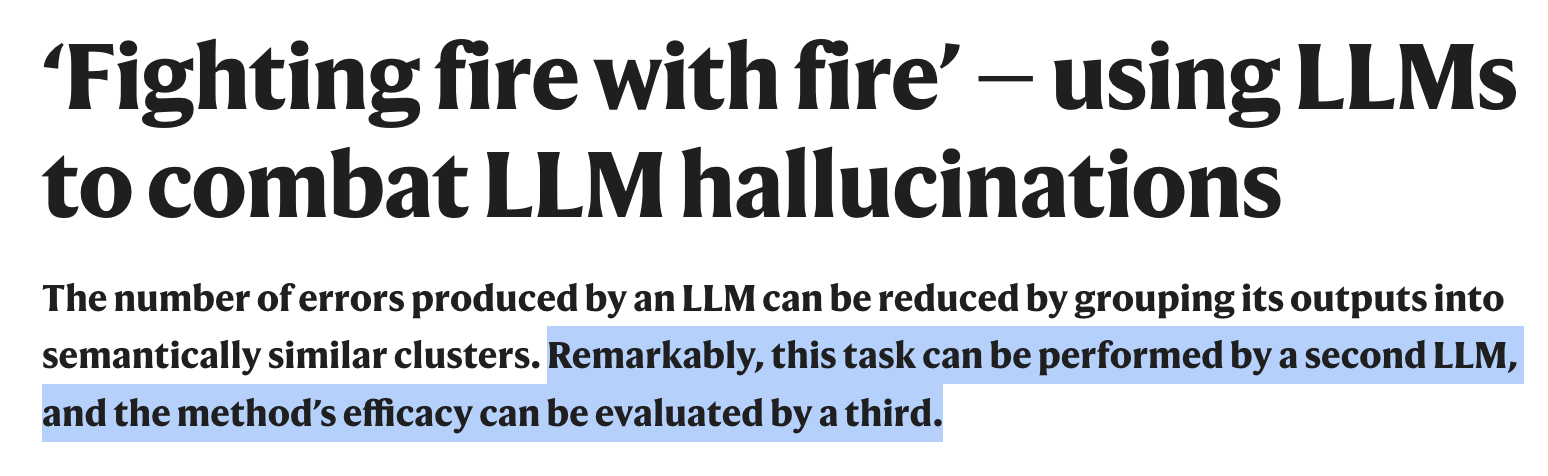 ‘Fighting fire with fire’ — using LLMs
to combat LLM hallucinations
The number of errors produced by an LLM can be reduced by grouping its outputs into
semantically similar clusters. Remarkably, this task can be performed by a second LLM,
and the method’s efficacy can be evaluated by a third.